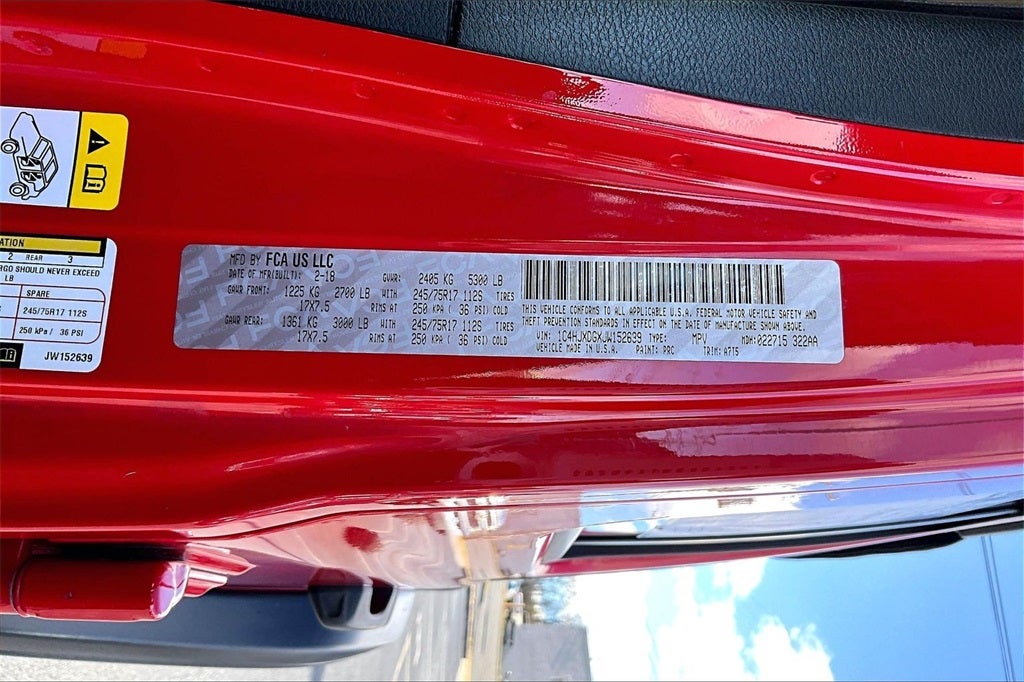 ATION
2 REAR 3
RGO SHOULD NEVER EXCEED
LB
SPARE
245/75R17 112S
250 kPa / 36 PSI
JW152639
MFD BY FCA US LLC
DATE OF MFR(BUILT): 2-18 GVWR: 2405 KG 5300 LB
GAWR FRONT: 1225 KG 2700 LB WITH 245/75R17 112S TIRES
17X7.5 RIMS AT 250 KPA ( 36 PSI) COLD
GAWR REAR: 1361 KG 3000 LB WITH 245/75R17 112S TIRES
17X7.5 RIMS AT 250 KPA ( 36 PSI) COLD
THIS VEHICLE CONFORMS TO ALL APPLICABLE U.S.A. FEDERAL MOTOR VEHICLE SAFETY AND
THEFT PREVENTION STANDARDS IN EFFECT ON THE DATE OF MANUFACTURE SHOWN ABOVE.
VIN: 1C4HJXDGXJW152639 TYPE: MPV MDH: 022715 322AA
VEHICLE MADE IN U.S.A. PAINT: PRC TRIM: A7T5